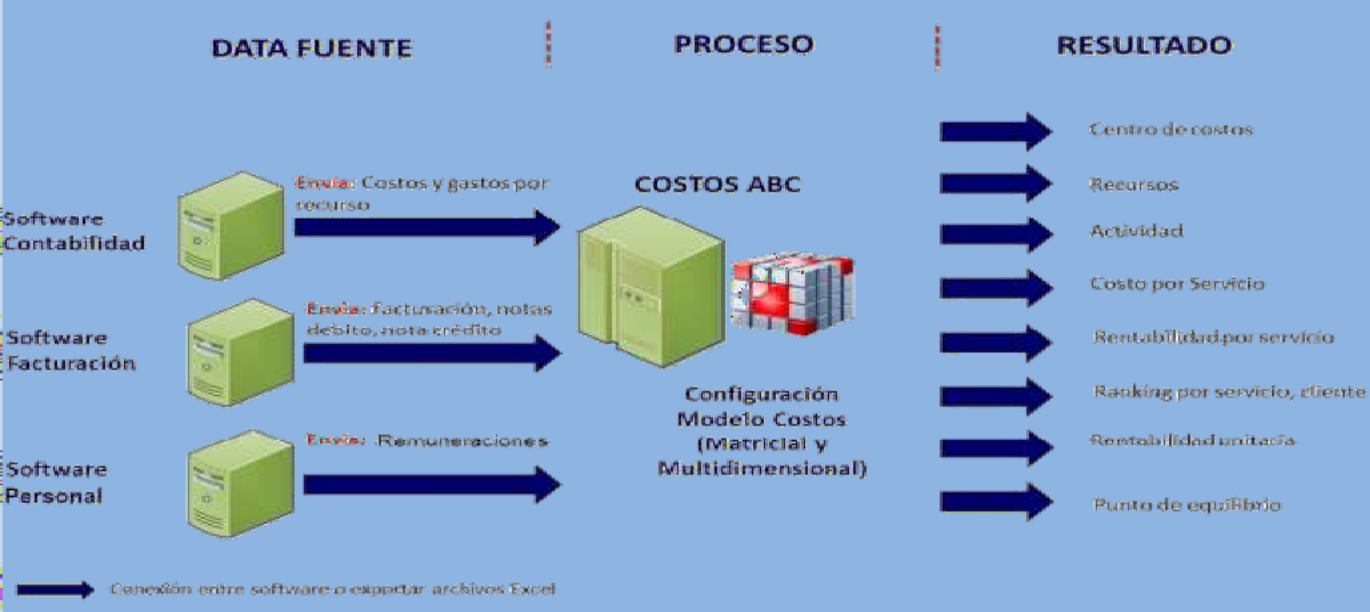 DATA FUENTE
PROCESO
RESULTADO
Software
Contabilidad
Envía: Costos y gastos por
recurso
Software
Facturación
Envía: Facturación, notas
debito, nota crédito
Software
Personal
Envía: .Remuneraciones
COSTOS ABC
Configuración
Modelo Costos
(Matricial y
Multidimensional)
Centro de costos
Recursos
Actividad
Costo por Servicio
Rentabilidad por servicio
Ranking por servicio, cliente
Rentabilidad unitaria
Punto de equilibrio
Conexión entre software o exportar archivos Excel